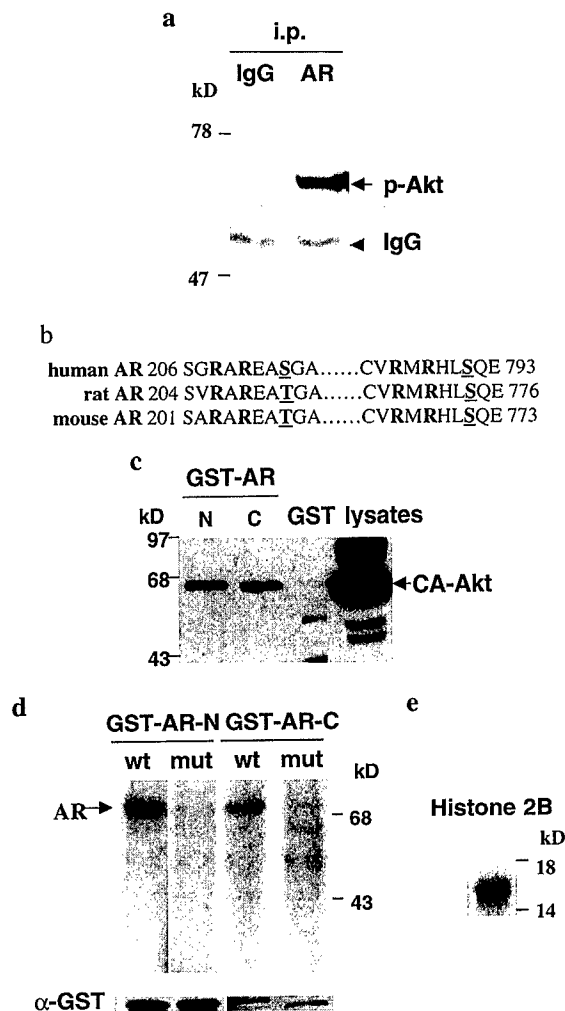 a
i.p.
IgG AR
kD
78
p-Akt
IgG
47
b
human AR 206 SGRAREASGA......CVRMRHLSQE 793
rat AR 204 SVRAREATGA......CVRMRHLSQE 776
mouse AR 201 SARAREATGA......CVRMRHLSQE 773
c
GST-AR
kD N C GST lysates
97
68
CA-Akt
43
d
GST-AR-N GST-AR-C
wt mut wt mut
kD
AR
68
43
α-GST
e
Histone 2B
kD
18
14